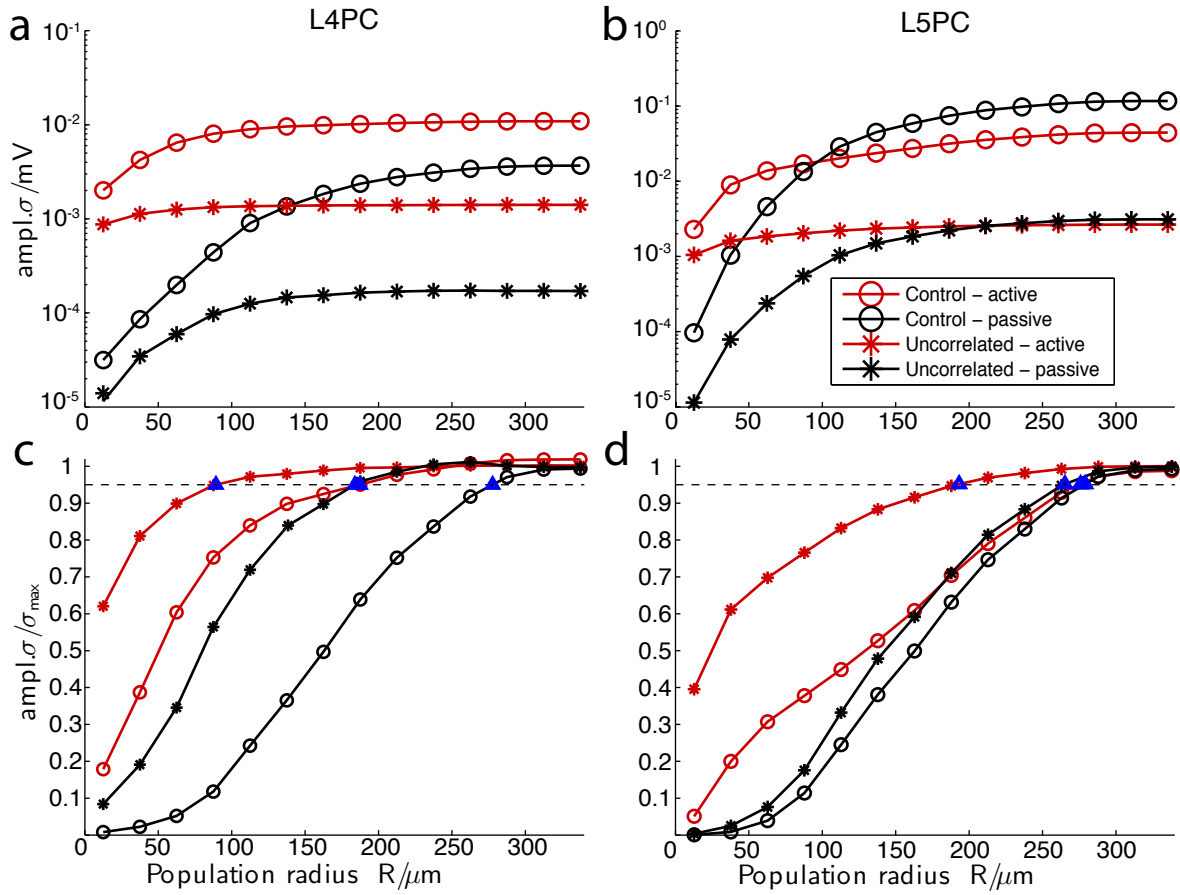 a
L4PC
10⁻¹
10⁻²
10⁻³
10⁻⁴
10⁻⁵
ampl.σ/mV
0 50 100 150 200 250 300
b
L5PC
10⁰
10⁻¹
10⁻²
10⁻³
10⁻⁴
10⁻⁵
Control – active
Control – passive
Uncorrelated – active
Uncorrelated – passive
0 50 100 150 200 250 300
c
1
0.9
0.8
0.7
0.6
0.5
0.4
0.3
0.2
0.1
ampl.σ/σmax
0 50 100 150 200 250 300
Population radius R/μm
d
1
0.9
0.8
0.7
0.6
0.5
0.4
0.3
0.2
0.1
0 50 100 150 200 250 300
Population radius R/μm